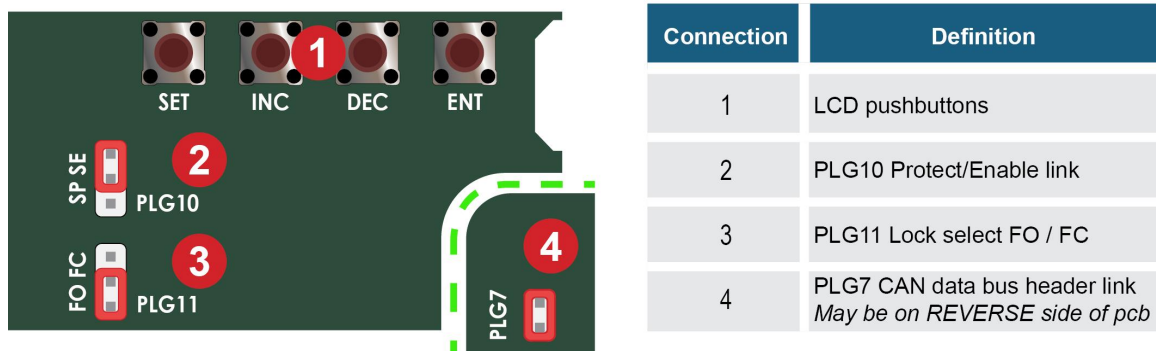 1
SET INC DEC ENT
2
SP SE
PLG10
3
FO FC
PLG11
4
PLG7
Connection Definition
1 LCD pushbuttons
2 PLG10 Protect/Enable link
3 PLG11 Lock select FO / FC
4 PLG7 CAN data bus header link
May be on REVERSE side of pcb